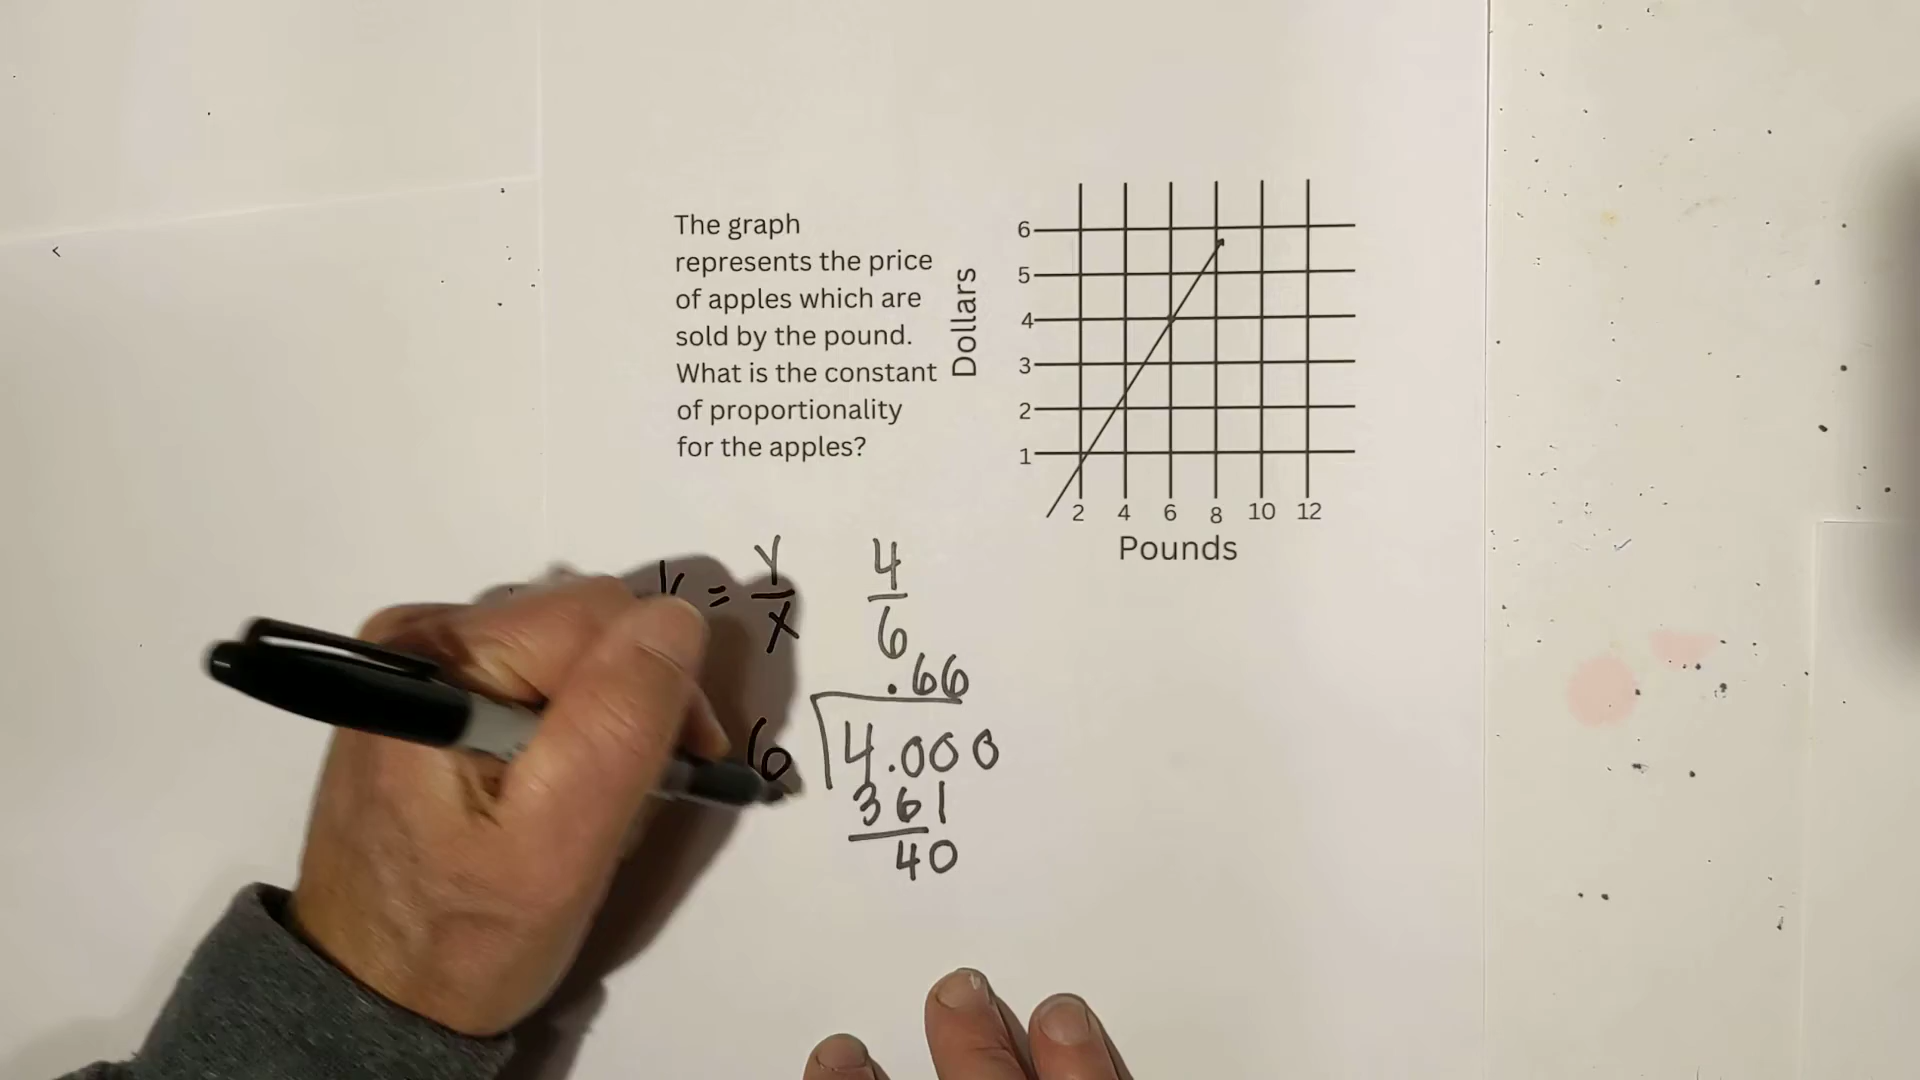 The graph
represents the price
of apples which are
sold by the pound.
What is the constant
of proportionality
for the apples?
Dollars
6
5
4
3
2
1
2 4 6 8 10 12
Pounds
K = Y/X 4/6
.66
6 4.000
361
40